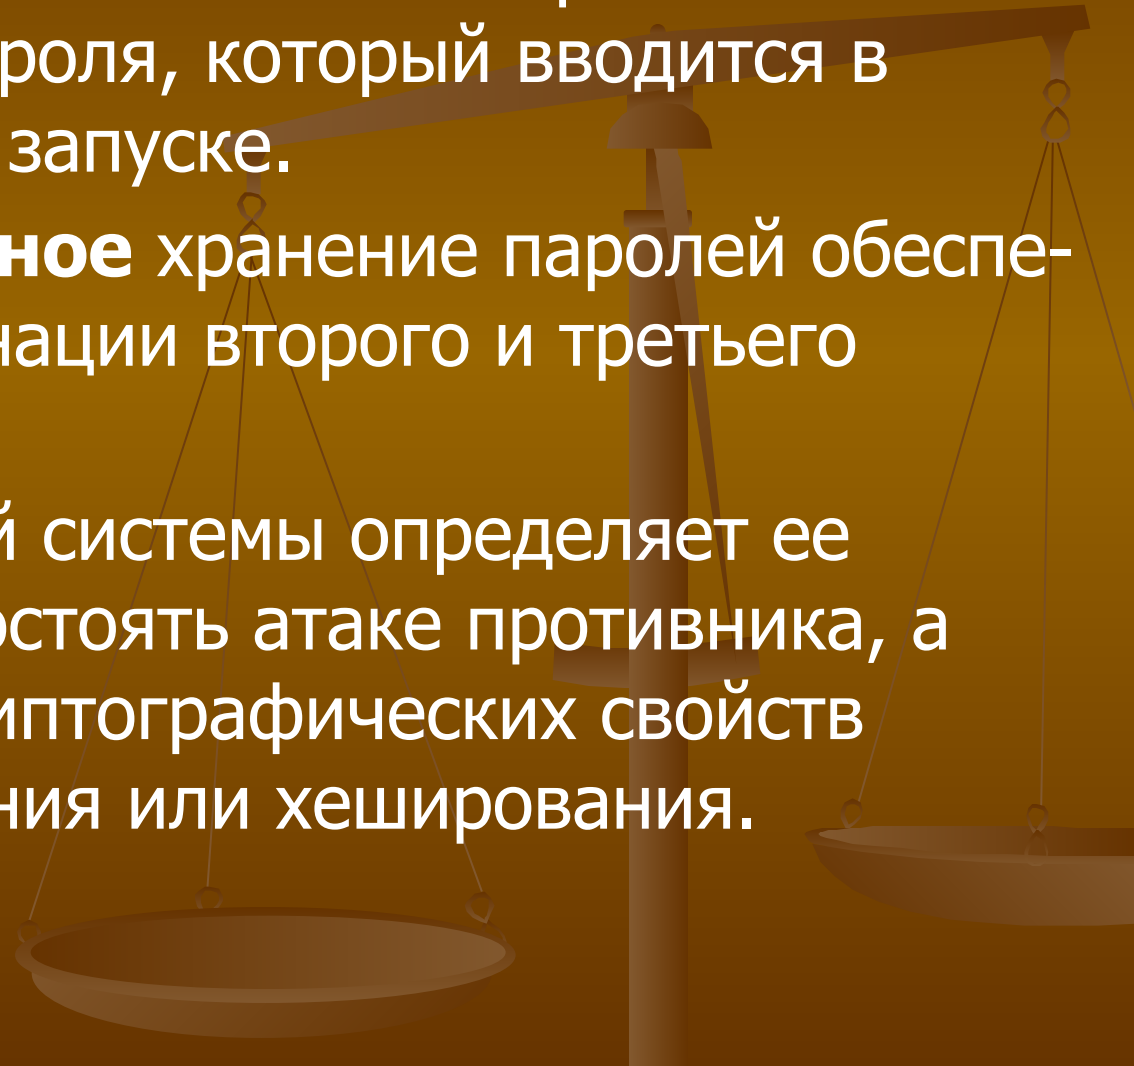 роля, который вводится в
запуске.
ное хранение паролей обеспе-
нации второго и третьего
й системы определяет ее
остоять атаке противника, а
иптографических свойств
ния или хеширования.